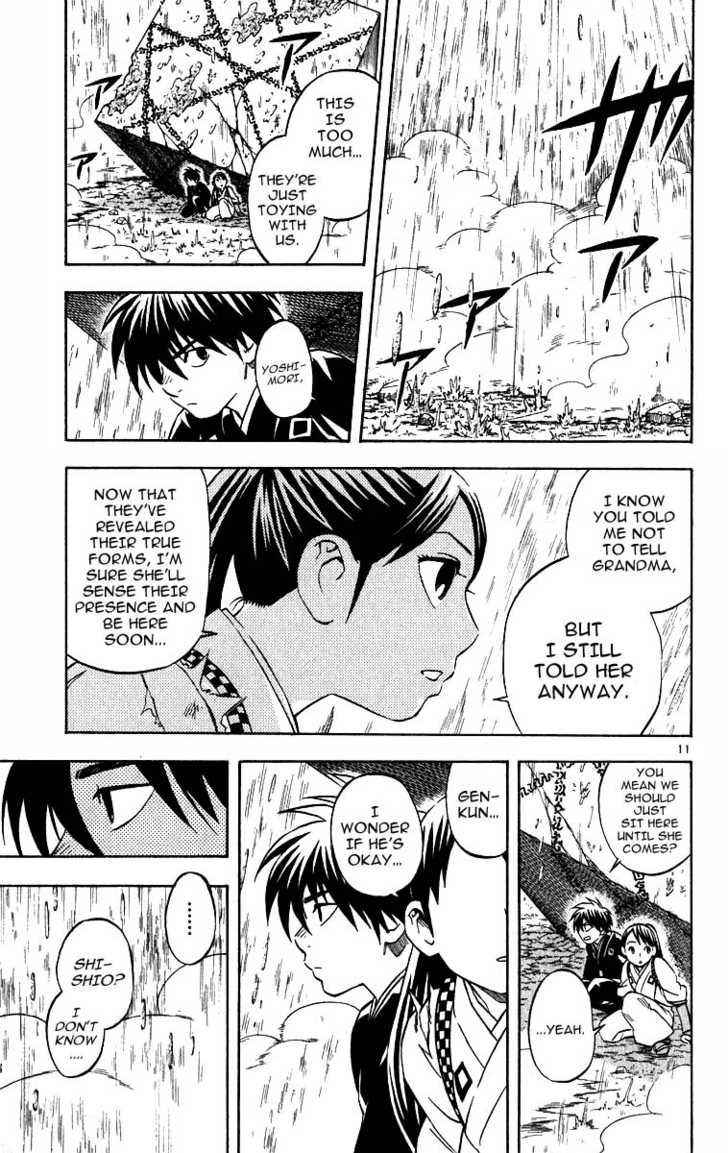 THIS
IS
TOO
MUCH...
THEY'RE
JUST
TOYING
WITH
US.
YOSHI-
MORI,
I KNOW
YOU TOLD
ME NOT
TO TELL
GRANDMA,
BUT
I STILL
TOLD HER
ANYWAY.
NOW THAT
THEY'VE
REVEALED
THEIR TRUE
FORMS, I'M
SURE SHE'LL
SENSE THEIR
PRESENCE AND
BE HERE
SOON...
11
YOU
MEAN WE
SHOULD
JUST
SIT HERE
UNTIL SHE
COMES?
...YEAH.
GEN-
KUN...
I
WONDER
IF HE'S
OKAY...
........
SHI-
SHIO?
I
DON'T
KNOW
....